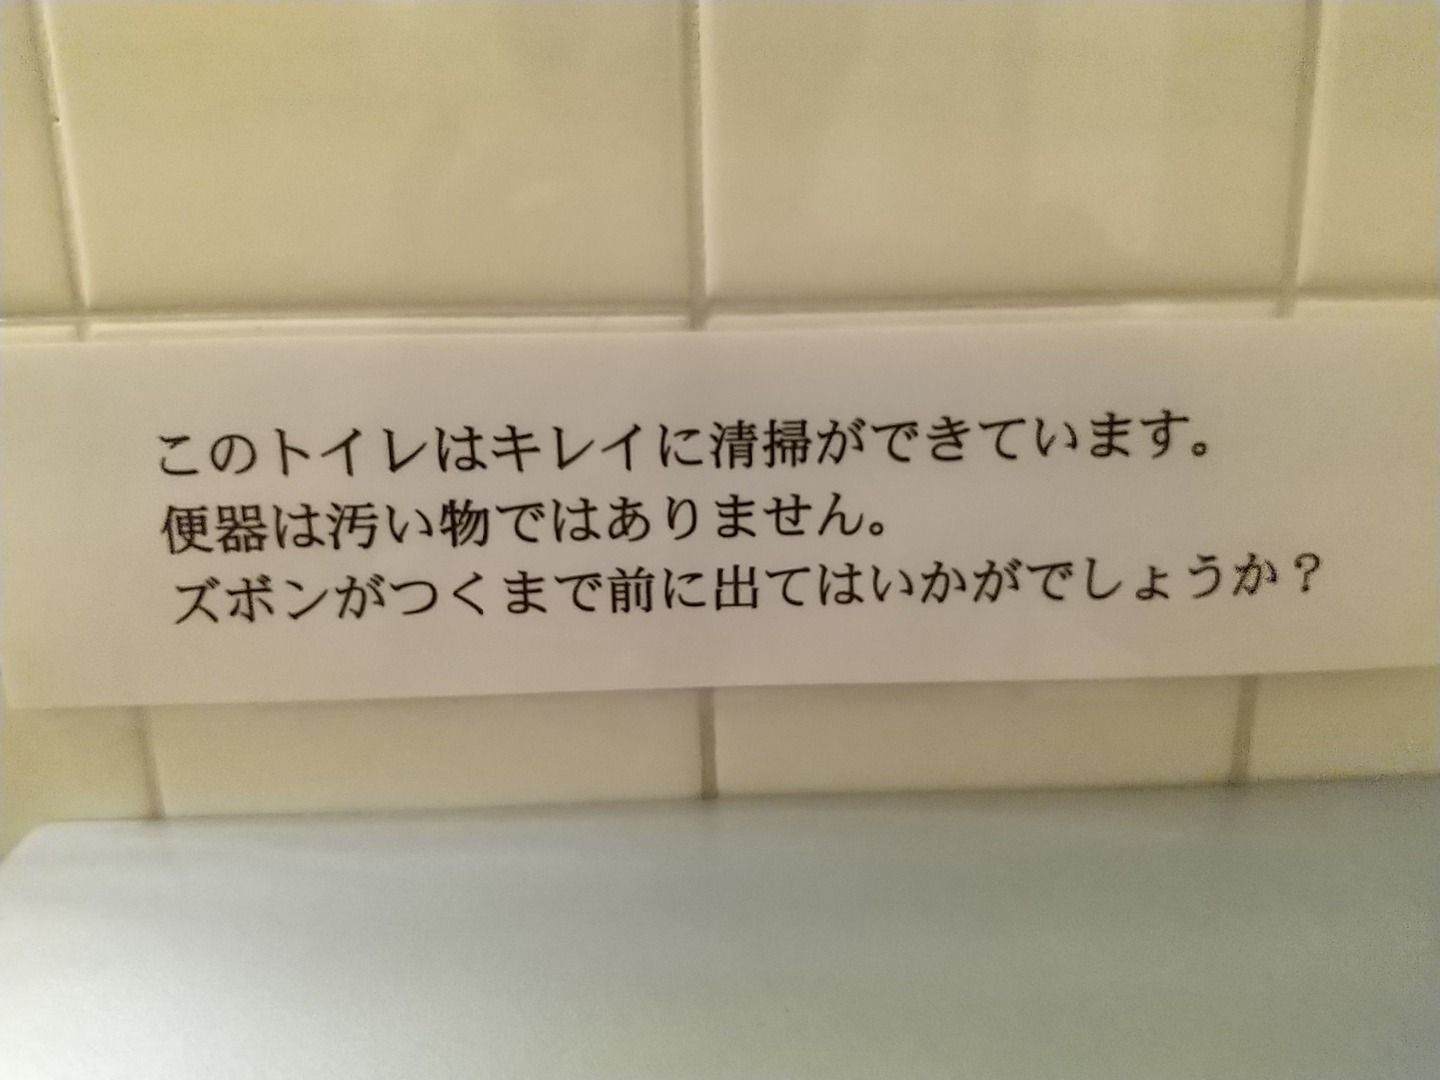 このトイレはキレイに清掃ができています。
便器は汚い物ではありません。
ズボンがつくまで前に出てはいかがでしょうか？